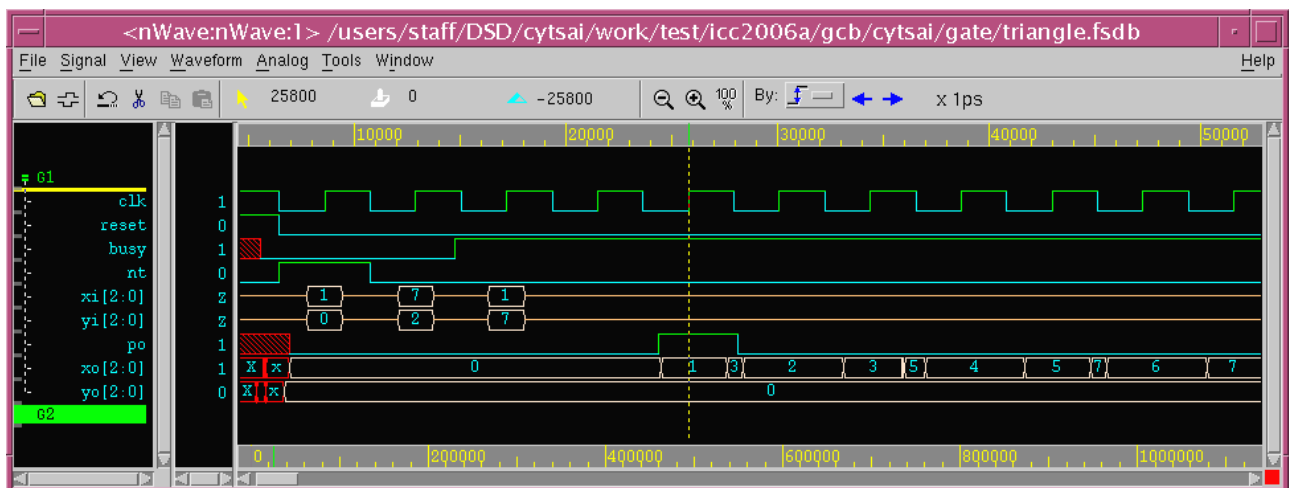 <nWave:nWave:1> /users/staff/DSD/cytsai/work/test/icc2006a/gcb/cytsai/gate/triangle.fsdb
File Signal View Waveform Analog Tools Window Help
25800 0 -25800 100% By: x 1ps
10000 20000 30000 40000 50000
G1
clk 1
reset 0
busy 1
nt 0
xi[2:0] z 1 7 1
yi[2:0] z 0 2 7
po 1
xo[2:0] 1 X x 0 1 3 2 3 5 4 5 7 6 7
yo[2:0] 0 X x 0
G2
0 200000 400000 600000 800000 1000000